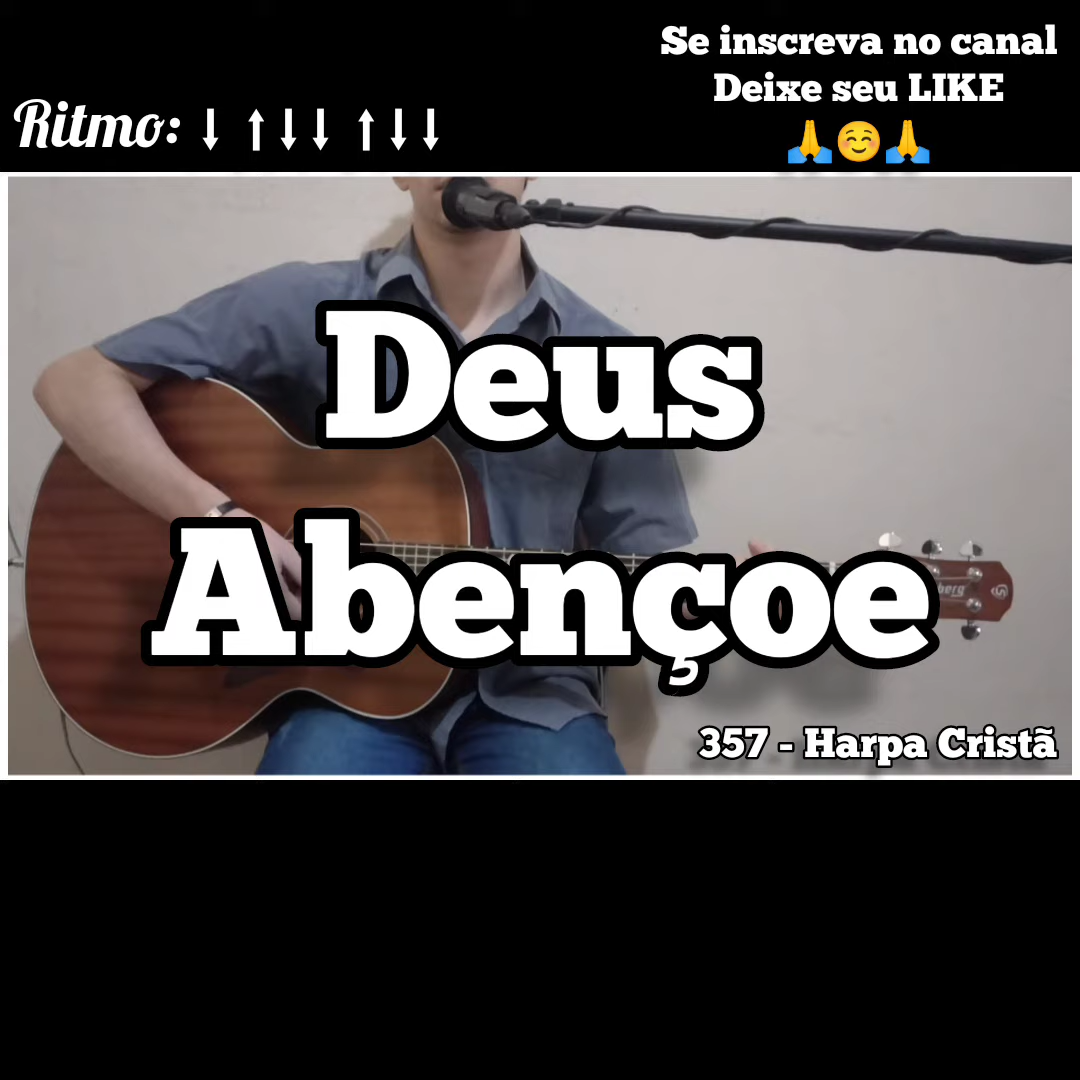 Se inscreva no canal
Deixe seu LIKE
🙏☺️🙏
Ritmo: ↓ ↑↓↓ ↑↓↓
Deus
Abençoe
357 - Harpa Cristã